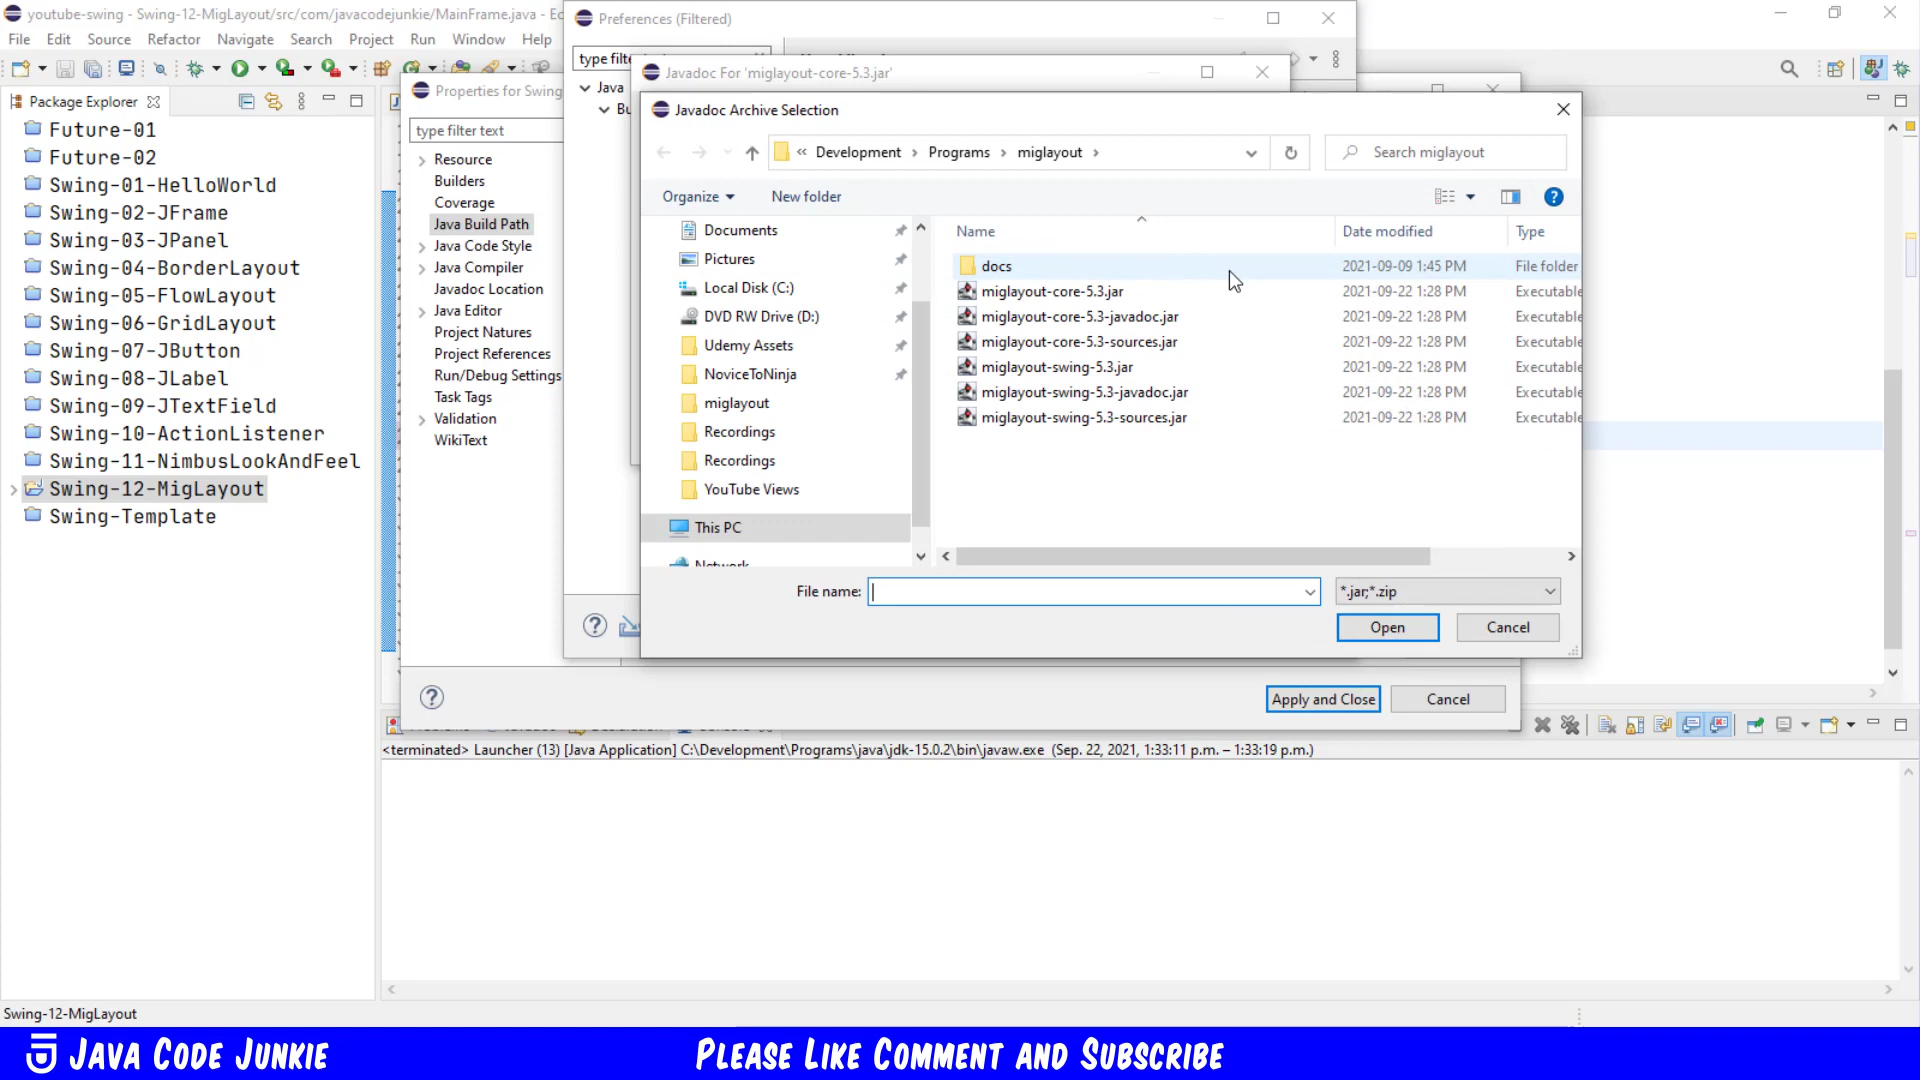 youtube-swing - Swing-12-MigLayout/src/com/javacodejunkie/MainFrame.java - Ec
File Edit Source Refactor Navigate Search Project Run Window Help
Package Explorer
Future-01
Future-02
Swing-01-HelloWorld
Swing-02-JFrame
Swing-03-JPanel
Swing-04-BorderLayout
Swing-05-FlowLayout
Swing-06-GridLayout
Swing-07-JButton
Swing-08-JLabel
Swing-09-JTextField
Swing-10-ActionListener
Swing-11-NimbusLookAndFeel
Swing-12-MigLayout
Swing-Template
Properties for Swing
type filter text
Resource
Builders
Coverage
Java Build Path
Java Code Style
Java Compiler
Javadoc Location
Java Editor
Project Natures
Project References
Run/Debug Settings
Task Tags
Validation
WikiText
Preferences (Filtered)
type filte
Java
Bu
Javadoc For 'miglayout-core-5.3.jar'
Javadoc Archive Selection
« Development › Programs › miglayout ›
Search miglayout
Organize New folder
Documents
Pictures
Local Disk (C:)
DVD RW Drive (D:)
Udemy Assets
NoviceToNinja
miglayout
Recordings
Recordings
YouTube Views
This PC
Network
Name Date modified Type
docs 2021-09-09 1:45 PM File folder
miglayout-core-5.3.jar 2021-09-22 1:28 PM Executable
miglayout-core-5.3-javadoc.jar 2021-09-22 1:28 PM Executable
miglayout-core-5.3-sources.jar 2021-09-22 1:28 PM Executable
miglayout-swing-5.3.jar 2021-09-22 1:28 PM Executable
miglayout-swing-5.3-javadoc.jar 2021-09-22 1:28 PM Executable
miglayout-swing-5.3-sources.jar 2021-09-22 1:28 PM Executable
File name: *.jar;*.zip
Open Cancel
Apply and Close Cancel
<terminated> Launcher (13) [Java Application] C:\Development\Programs\java\jdk-15.0.2\bin\javaw.exe (Sep. 22, 2021, 1:33:11 p.m. – 1:33:19 p.m.)
Swing-12-MigLayout
Java Code Junkie
Please Like Comment and Subscribe